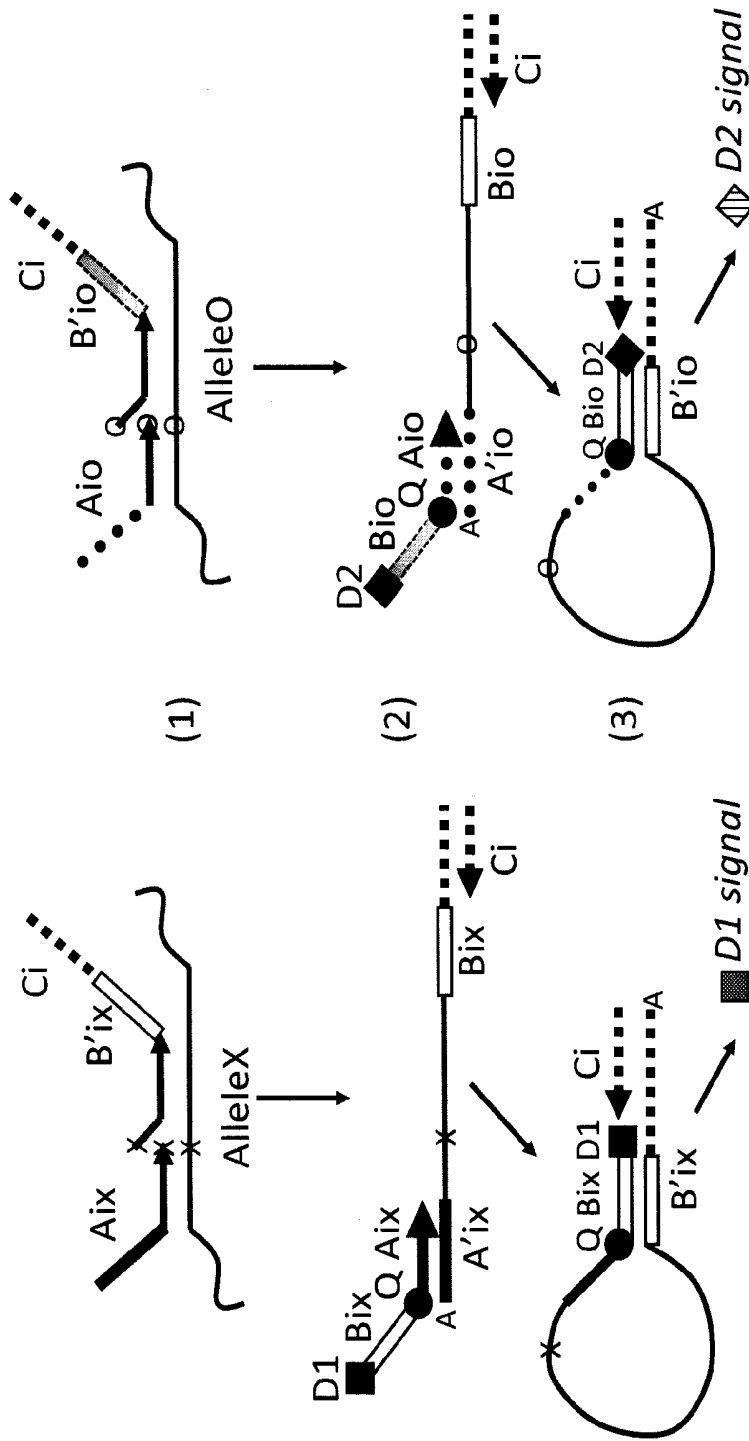 Ci
B'ix
Aix
AlleleX
(1)
Ci
B'io
Aio
AlleleO
D1
Bix
Q Aix
A
A'ix
Bix
Ci
(2)
D2
Bio
Q Aio
A
A'io
Bio
Ci
Q Bix D1
Ci
B'ix
A
D1 signal
(3)
Q Bio D2
Ci
B'io
A
D2 signal